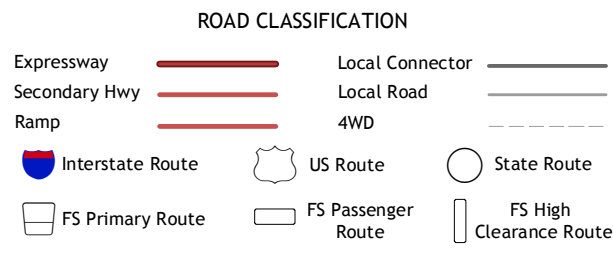 ROAD CLASSIFICATION
Expressway
Local Connector
Secondary Hwy
Local Road
Ramp
4WD
Interstate Route
US Route
State Route
FS Primary Route
FS Passenger
Route
FS High
Clearance Route